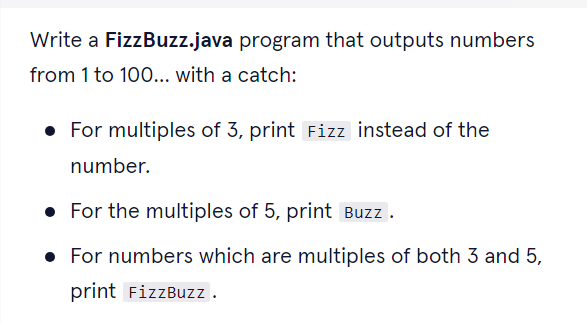 Write a FizzBuzz.java program that outputs numbers
from 1 to 100... with a catch:
● For multiples of 3, print Fizz instead of the
number.
● For the multiples of 5, print Buzz .
● For numbers which are multiples of both 3 and 5,
print FizzBuzz .